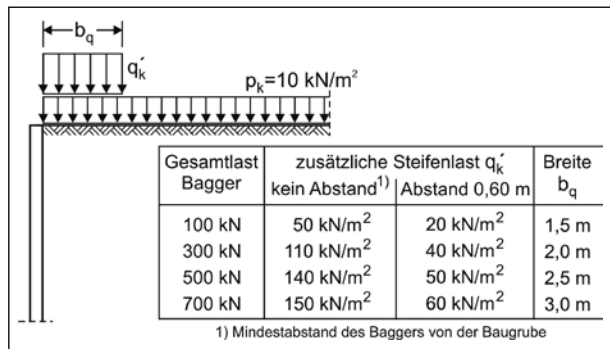 b_q
q'_k
p_k=10 kN/m²
Gesamtlast Bagger | zusätzliche Steifenlast q'_k | Breite b_q
kein Abstand¹⁾ | Abstand 0,60 m
100 kN | 50 kN/m² | 20 kN/m² | 1,5 m
300 kN | 110 kN/m² | 40 kN/m² | 2,0 m
500 kN | 140 kN/m² | 50 kN/m² | 2,5 m
700 kN | 150 kN/m² | 60 kN/m² | 3,0 m
1) Mindestabstand des Baggers von der Baugrube